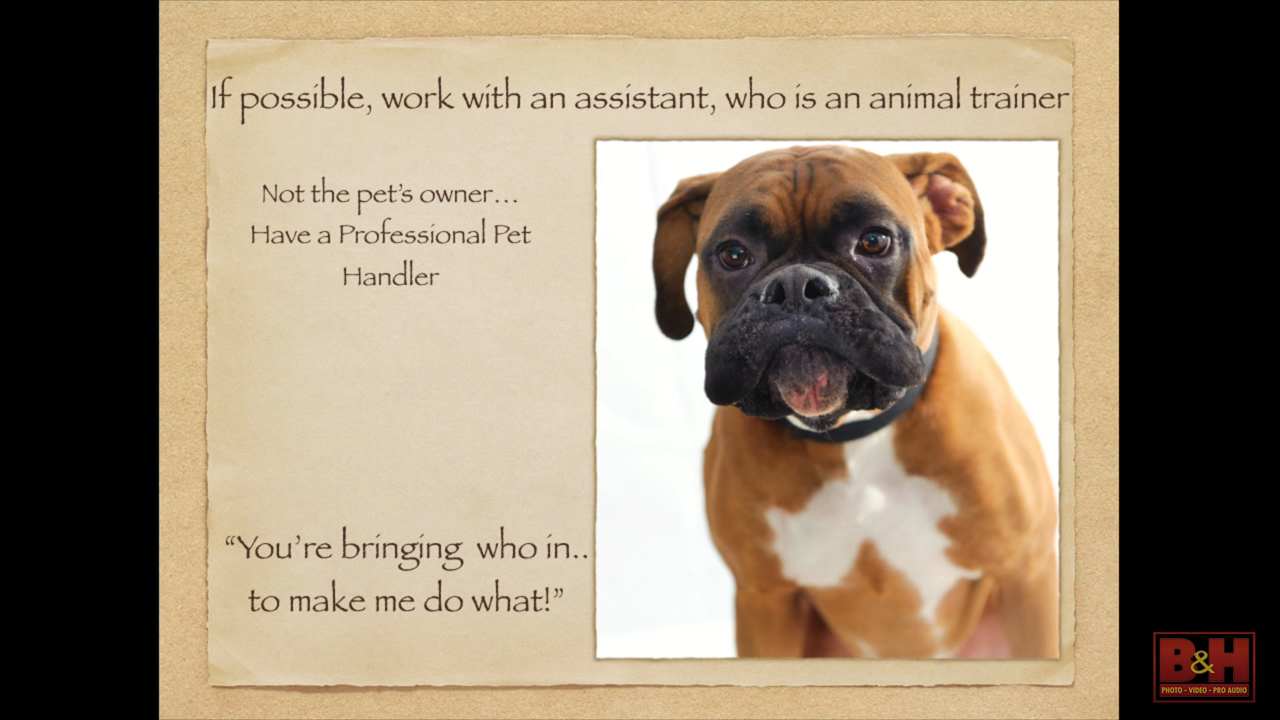 If possible, work with an assistant, who is an animal trainer
Not the pet's owner…
Have a Professional Pet
Handler
“You're bringing who in..
to make me do what!”
B&H
PHOTO - VIDEO - PRO AUDIO